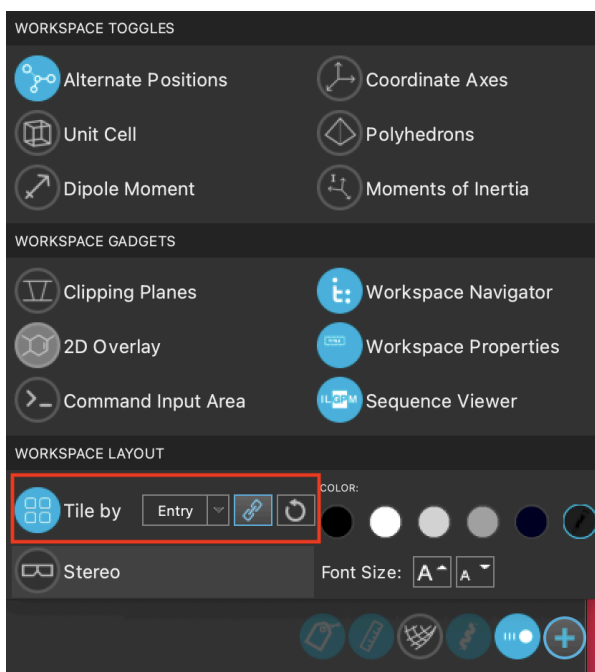 WORKSPACE TOGGLES
Alternate Positions
Coordinate Axes
Unit Cell
Polyhedrons
Dipole Moment
Moments of Inertia
WORKSPACE GADGETS
Clipping Planes
Workspace Navigator
2D Overlay
Workspace Properties
Command Input Area
ILGPM Sequence Viewer
WORKSPACE LAYOUT
COLOR:
Tile by Entry
Stereo
Font Size: A A